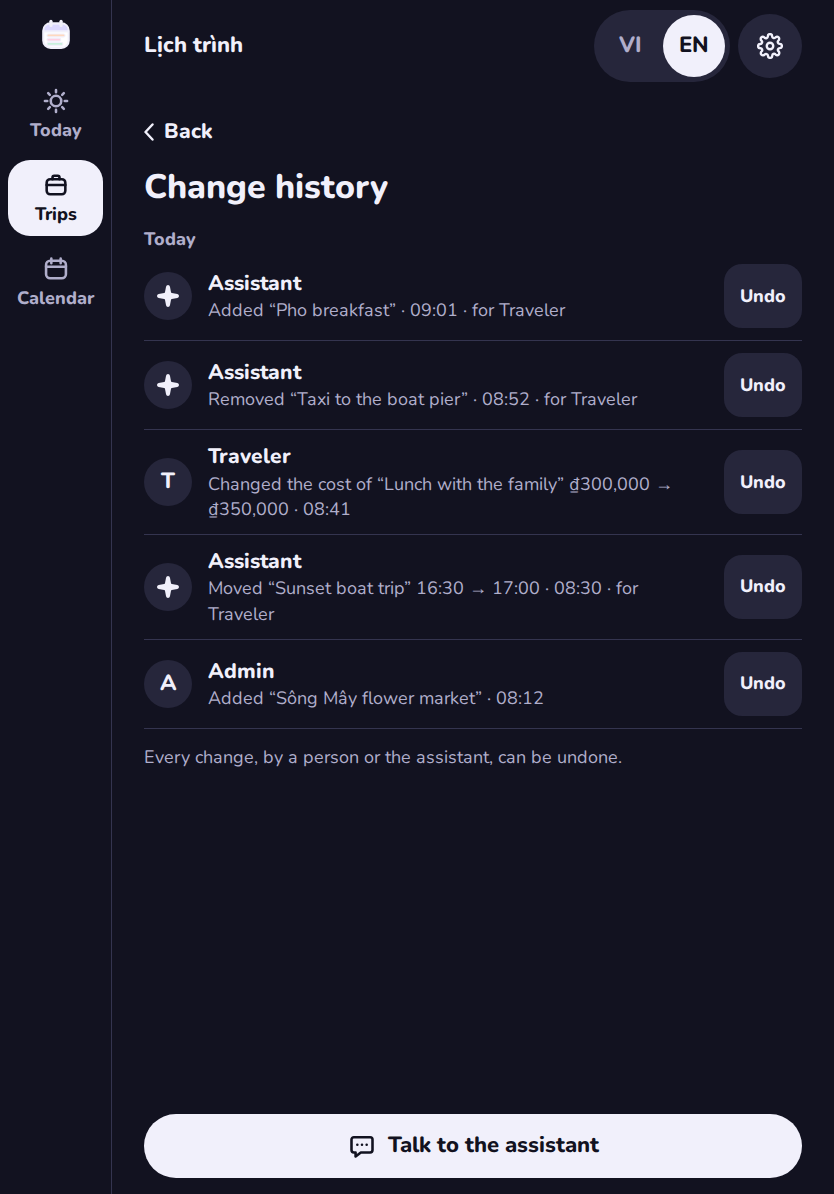 Lịch trình
VI
EN
Today
Trips
Calendar
Back
Change history
Today
Assistant
Added “Pho breakfast” · 09:01 · for Traveler
Undo
Assistant
Removed “Taxi to the boat pier” · 08:52 · for Traveler
Undo
T
Traveler
Changed the cost of “Lunch with the family” ₫300,000 →
₫350,000 · 08:41
Undo
Assistant
Moved “Sunset boat trip” 16:30 → 17:00 · 08:30 · for
Traveler
Undo
A
Admin
Added “Sông Mây flower market” · 08:12
Undo
Every change, by a person or the assistant, can be undone.
Talk to the assistant